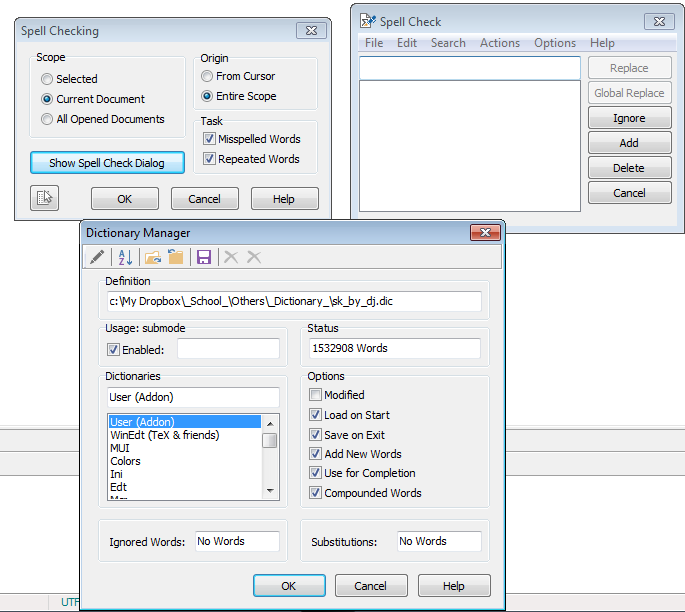 Spell Checking
Scope
Selected
Current Document
All Opened Documents
Show Spell Check Dialog
Origin
From Cursor
Entire Scope
Task
Misspelled Words
Repeated Words
OK
Cancel
Help
Spell Check
File Edit Search Actions Options Help
Replace
Global Replace
Ignore
Add
Delete
Cancel
Dictionary Manager
Definition
c:\My Dropbox\_School_\Others\_Dictionary_\sk_by_dj.dic
Usage: submode
Enabled:
Status
1532908 Words
Dictionaries
User (Addon)
User (Addon)
WinEdt (TeX & friends)
MUI
Colors
Ini
Edt
Options
Modified
Load on Start
Save on Exit
Add New Words
Use for Completion
Compounded Words
Ignored Words: No Words
Substitutions: No Words
OK
Cancel
Help
UTF